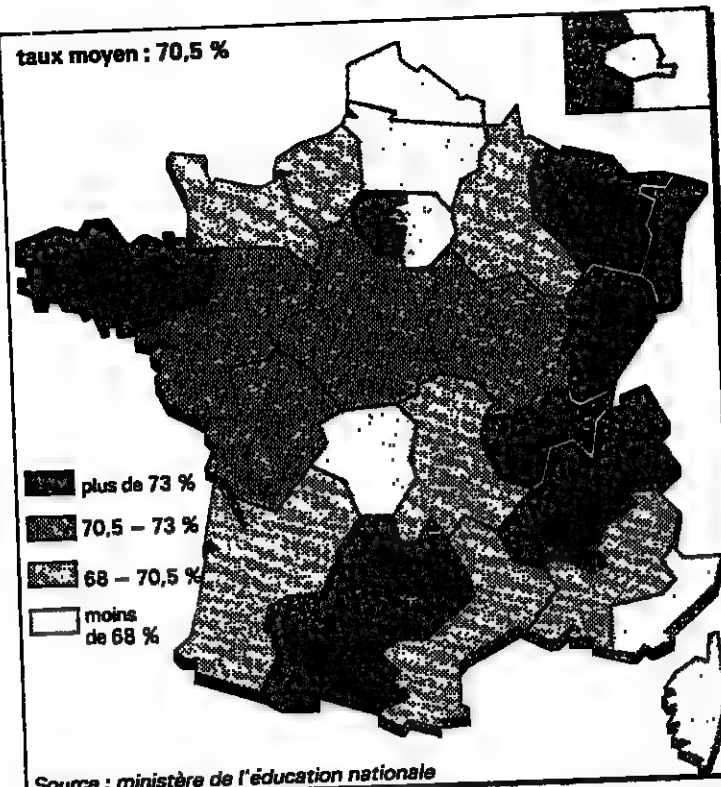 taux moyen : 70,5 %
plus de 73 %
70,5 – 73 %
68 – 70,5 %
moins
de 68 %
Source : ministère de l'éducation nationale